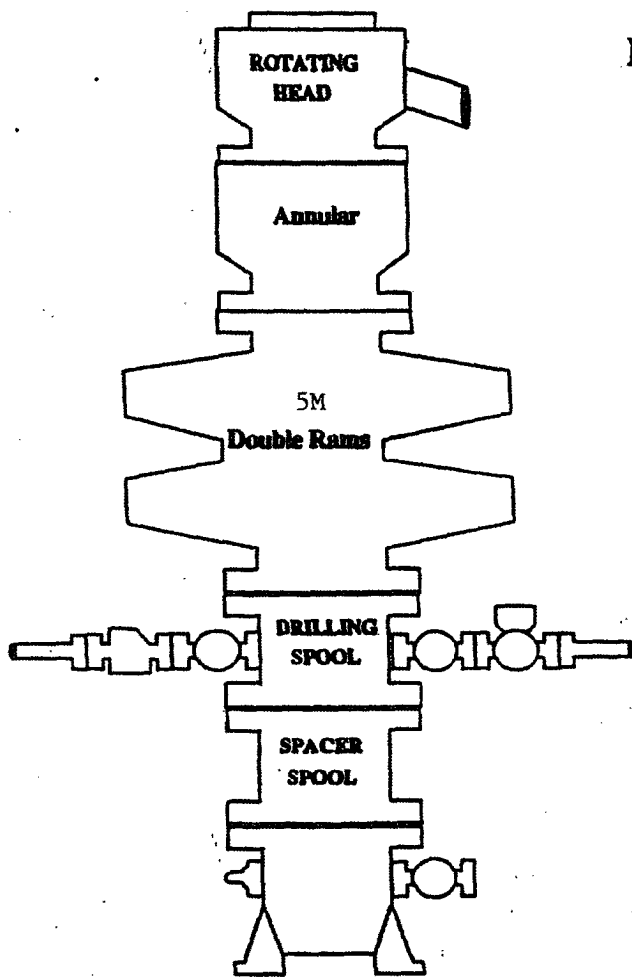 ROTATING
HEAD
Annular
5M
Double Rams
DRILLING
SPOOL
SPACER
SPOOL